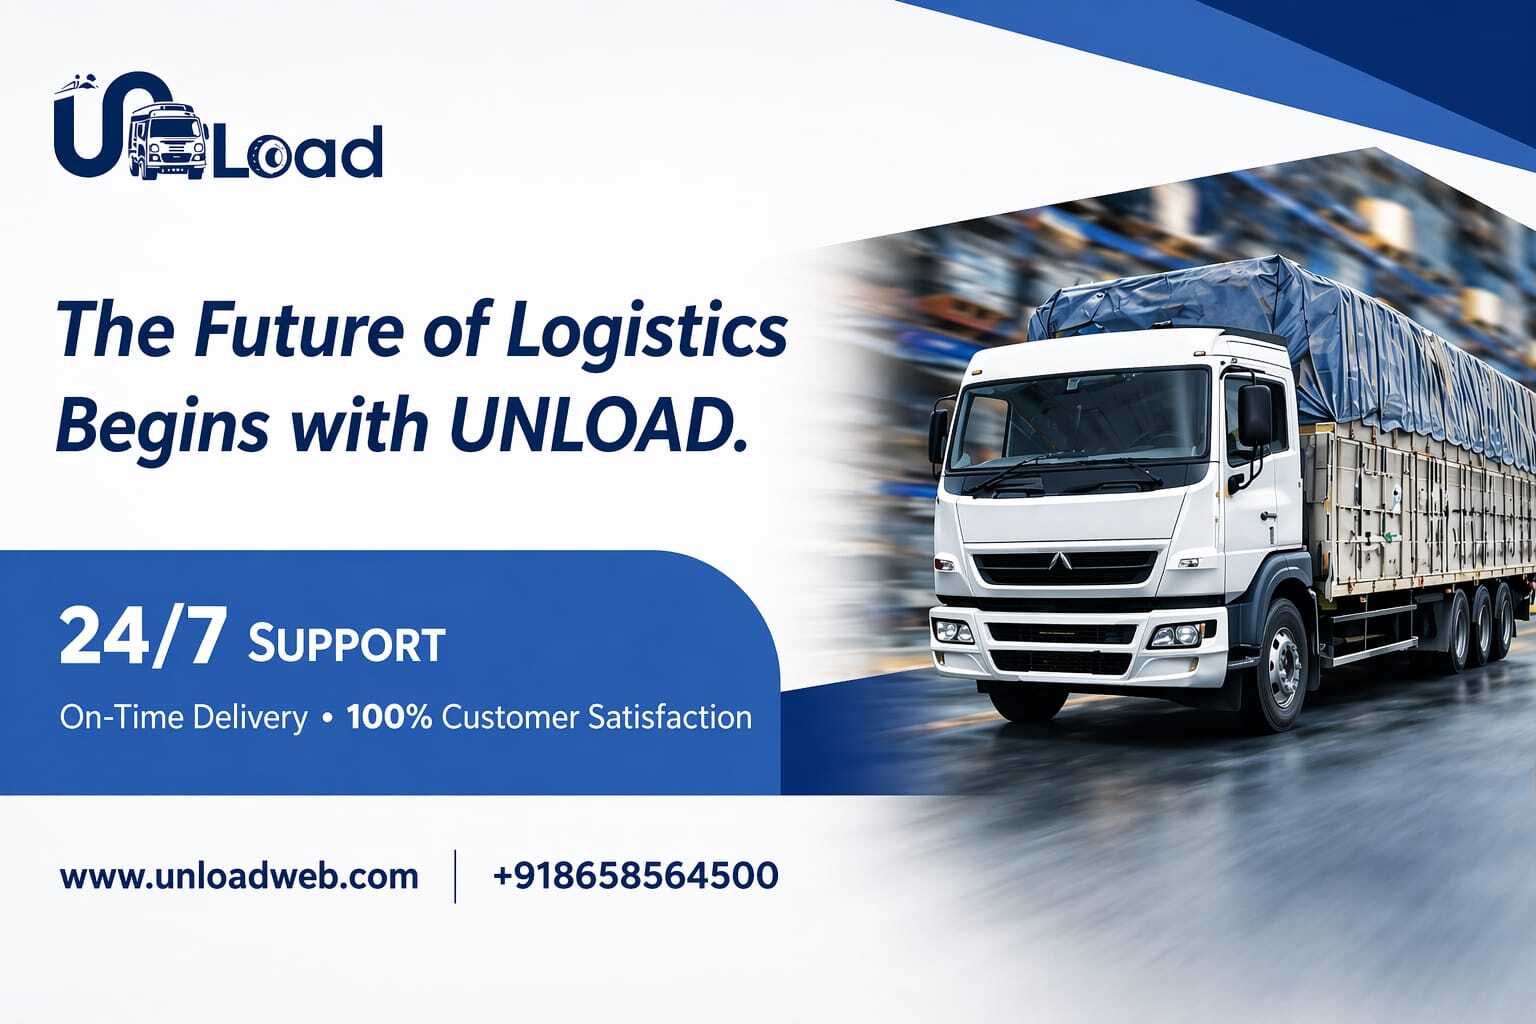 UnLoad
The Future of Logistics
Begins with UNLOAD.
24/7 SUPPORT
On-Time Delivery • 100% Customer Satisfaction
www.unloadweb.com
+918658564500